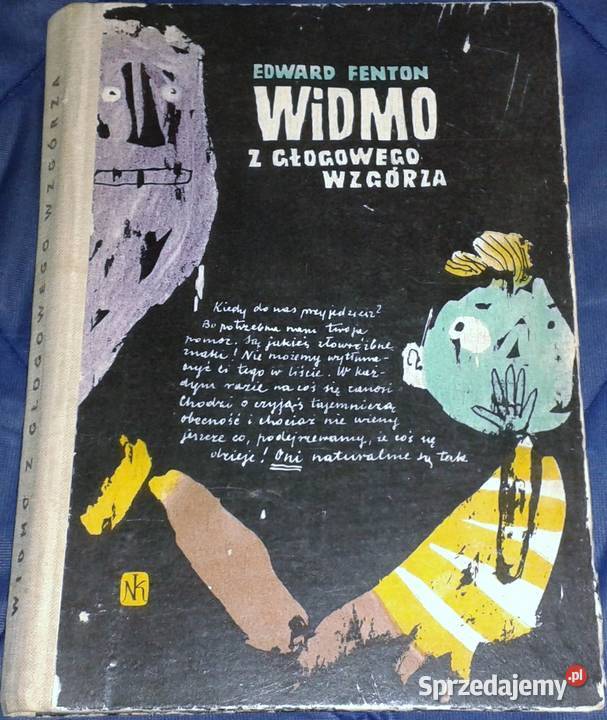 WIDMO Z GŁOGOWEGO WZGÓRZA
EDWARD FENTON
WiDMO
Z GŁOGOWEGO
WZGÓRZA
Kiedy do nas przyjedziesz?
Bo potrzebna nam twoja
pomoc. Są jakieś złowróżbne
znaki! Nie możemy wytłuma-
czyć ci tego w liście. W każ-
dym razie na coś się zanosi
Chodzi o czyjąś tajemniczą
obecność i chociaż nie wiemy
jeszcze co, podejrzewamy, że coś się
dzieje! Oni naturalnie są tak
NK
Sprzedajemy.pl